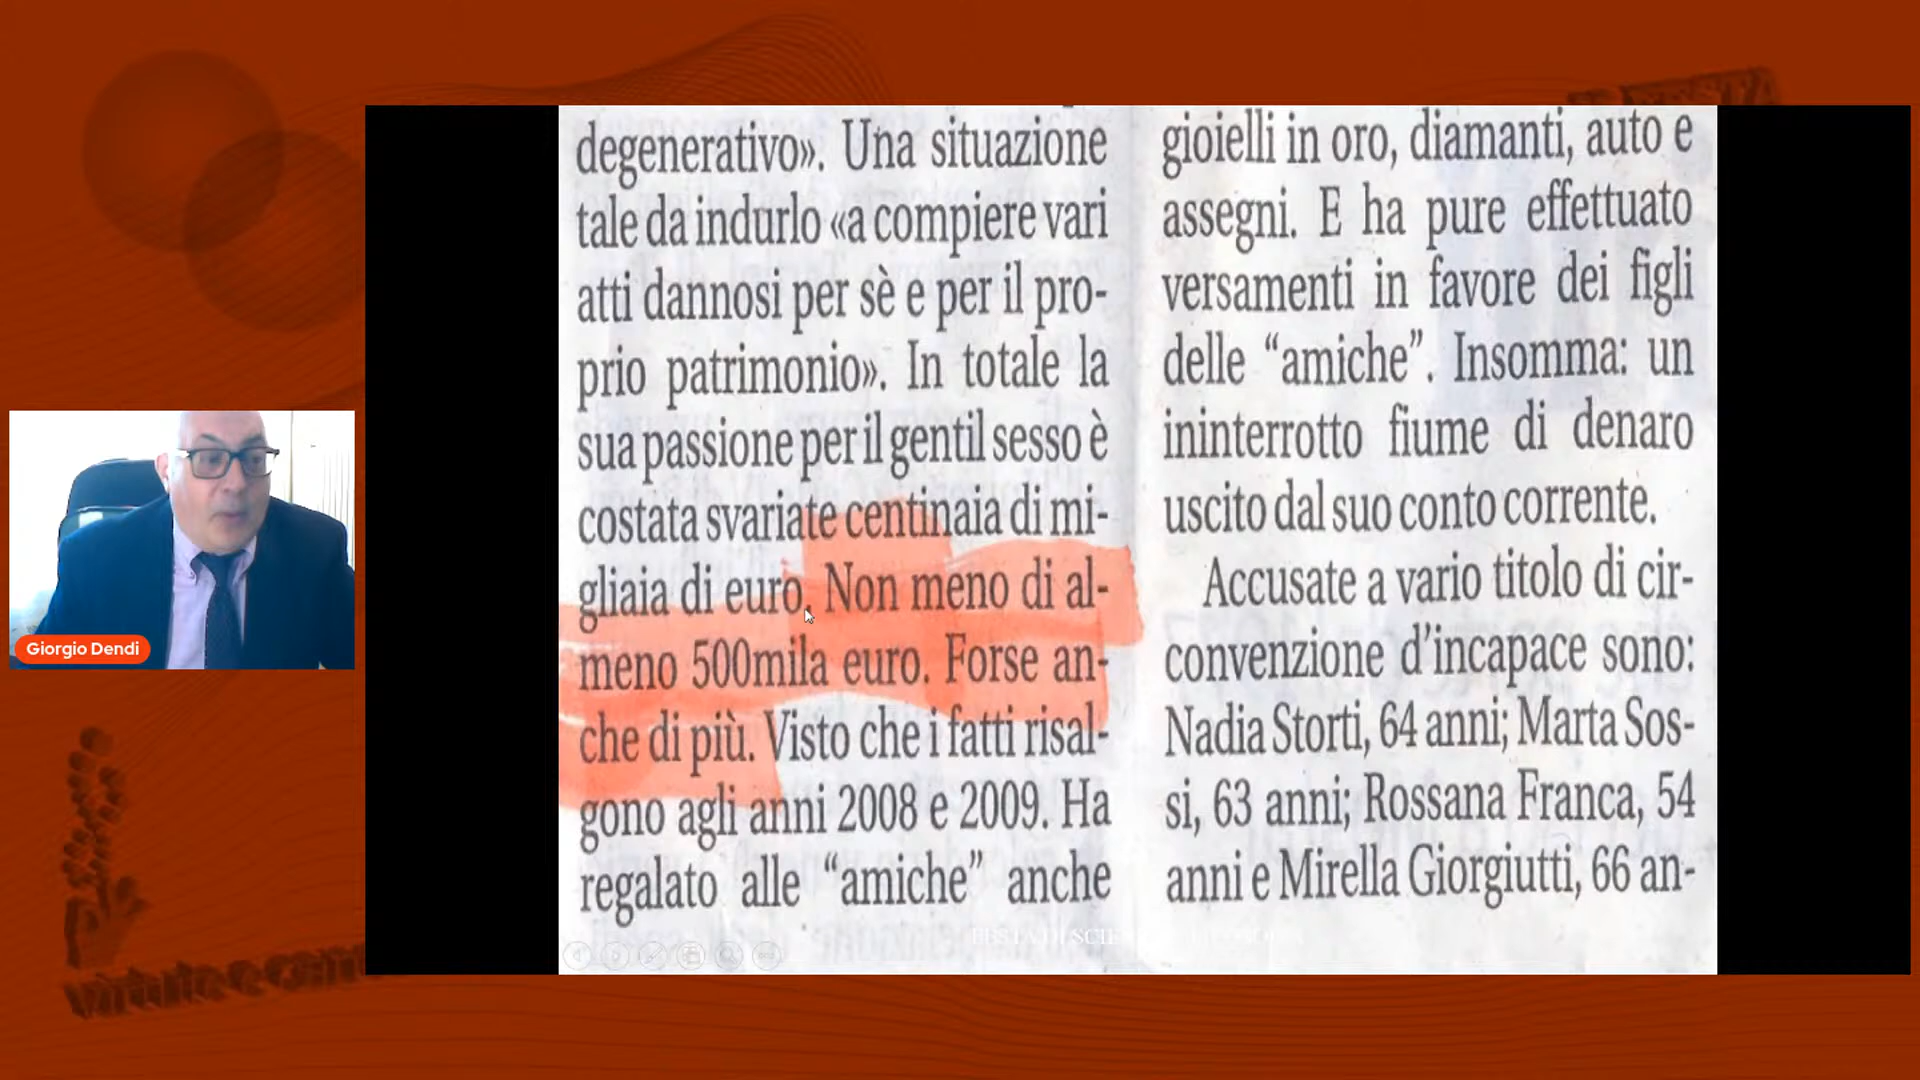 degenerativo». Una situazione
tale da indurlo «a compiere vari
atti dannosi per sè e per il pro-
prio patrimonio». In totale la
sua passione per il gentil sesso è
costata svariate centinaia di mi-
gliaia di euro. Non meno di al-
meno 500mila euro. Forse an-
che di più. Visto che i fatti risal-
gono agli anni 2008 e 2009. Ha
regalato alle “amiche” anche
gioielli in oro, diamanti, auto e
assegni. E ha pure effettuato
versamenti in favore dei figli
delle “amiche”. Insomma: un
ininterrotto fiume di denaro
uscito dal suo conto corrente.
Accusate a vario titolo di cir-
convenzione d’incapace sono:
Nadia Storti, 64 anni; Marta Sos-
si, 63 anni; Rossana Franca, 54
anni e Mirella Giorgiutti, 66 an-
Giorgio Dendi